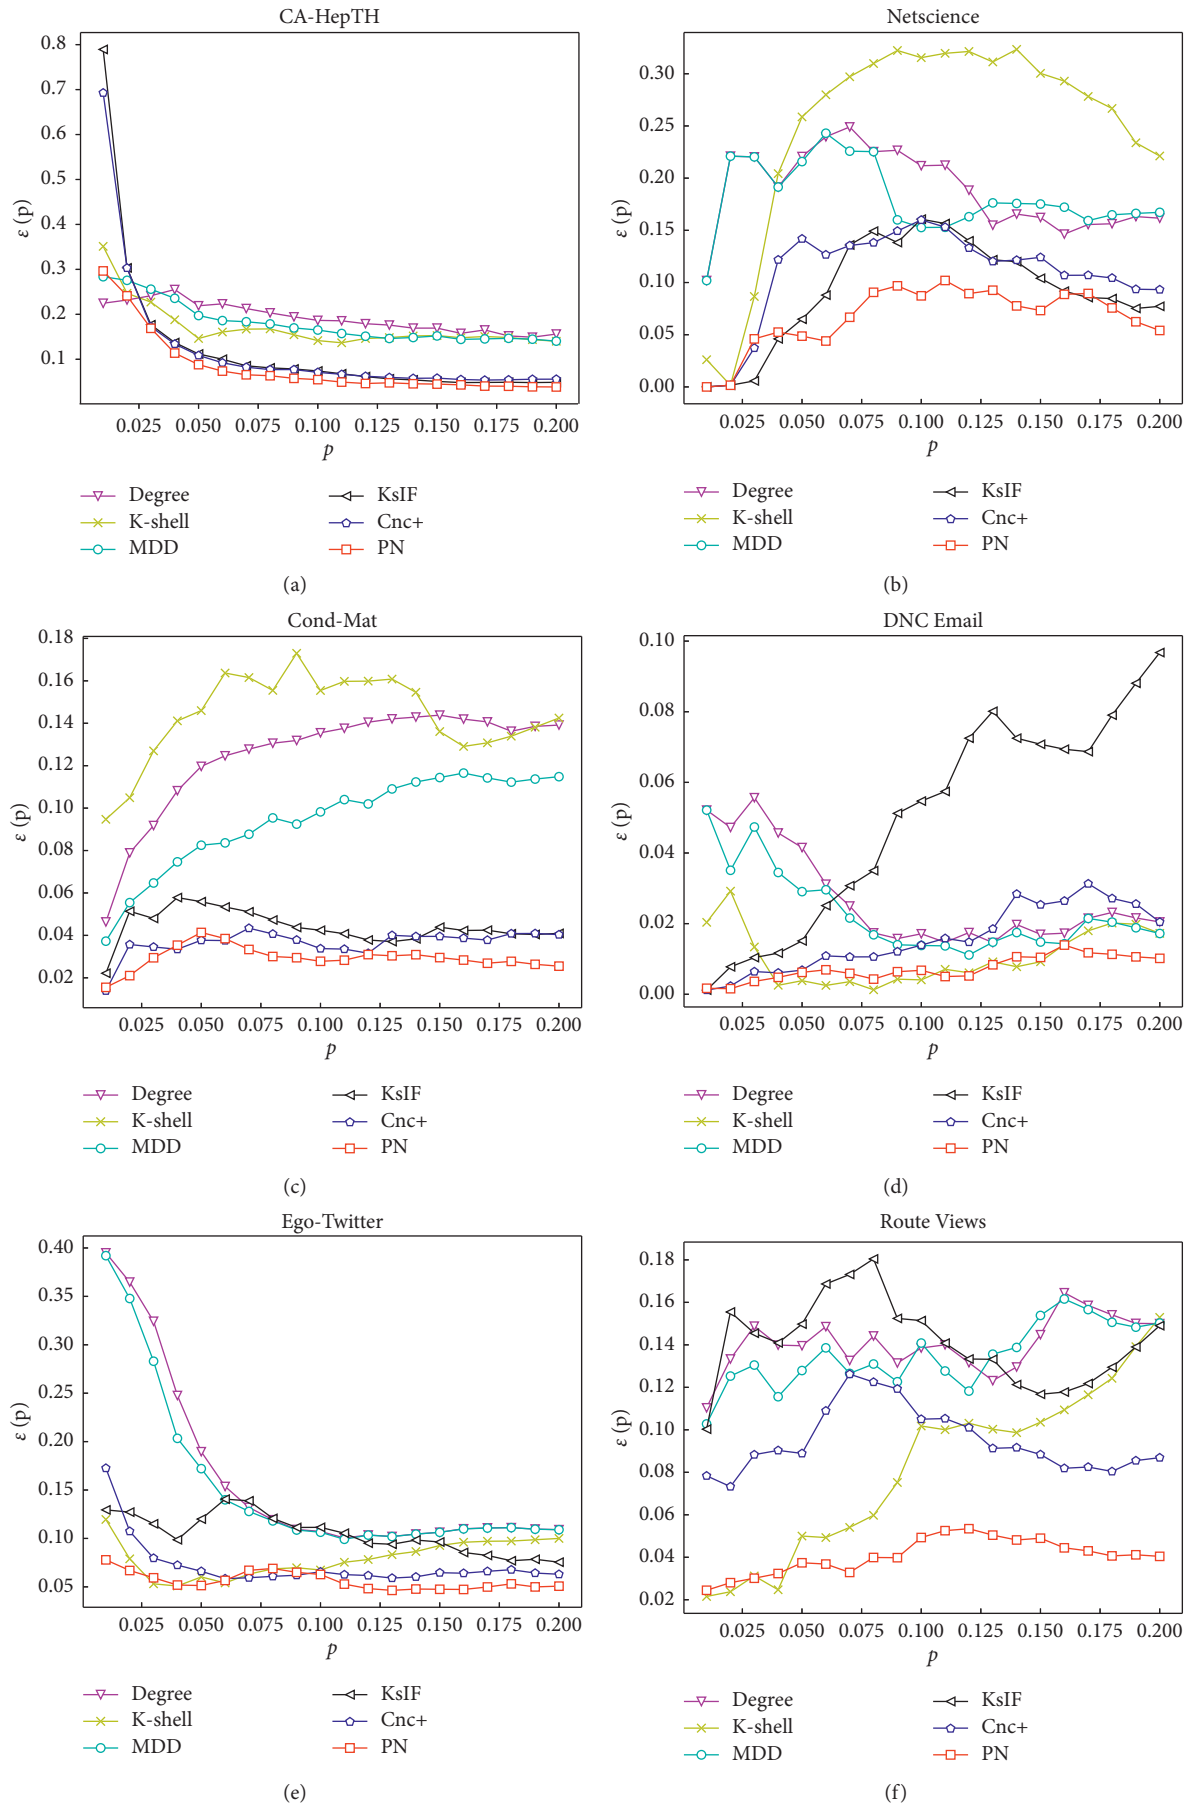 CA-HepTH
0.8
0.7
0.6
0.5
0.4
0.3
0.2
0.1
ε (p)
0.025 0.050 0.075 0.100 0.125 0.150 0.175 0.200
p
Degree
K-shell
MDD
KsIF
Cnc+
PN
(a)
Netscience
0.30
0.25
0.20
0.15
0.10
0.05
0.00
ε (p)
0.025 0.050 0.075 0.100 0.125 0.150 0.175 0.200
p
Degree
K-shell
MDD
KsIF
Cnc+
PN
(b)
Cond-Mat
0.18
0.16
0.14
0.12
0.10
0.08
0.06
0.04
0.02
ε (p)
0.025 0.050 0.075 0.100 0.125 0.150 0.175 0.200
p
Degree
K-shell
MDD
KsIF
Cnc+
PN
(c)
DNC Email
0.10
0.08
0.06
0.04
0.02
0.00
ε (p)
0.025 0.050 0.075 0.100 0.125 0.150 0.175 0.200
p
Degree
K-shell
MDD
KsIF
Cnc+
PN
(d)
Ego-Twitter
0.40
0.35
0.30
0.25
0.20
0.15
0.10
0.05
ε (p)
0.025 0.050 0.075 0.100 0.125 0.150 0.175 0.200
p
Degree
K-shell
MDD
KsIF
Cnc+
PN
(e)
Route Views
0.18
0.16
0.14
0.12
0.10
0.08
0.06
0.04
0.02
ε (p)
0.025 0.050 0.075 0.100 0.125 0.150 0.175 0.200
p
Degree
K-shell
MDD
KsIF
Cnc+
PN
(f)